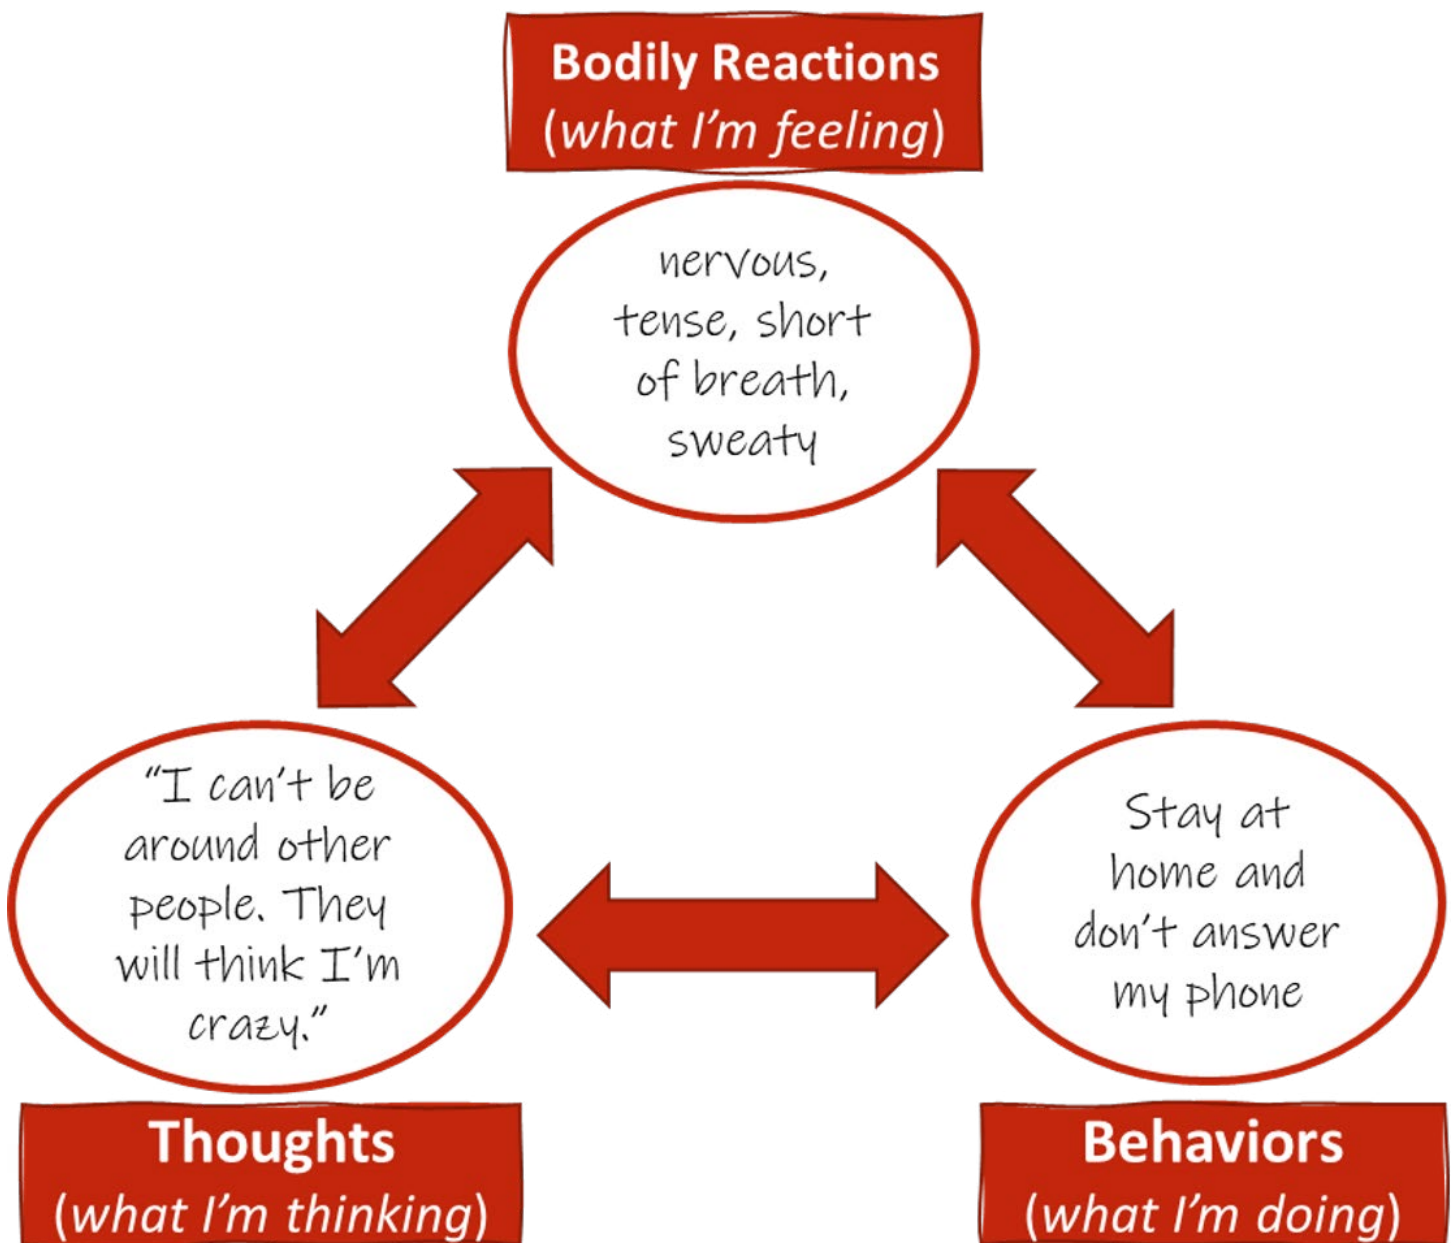 Bodily Reactions
(what I'm feeling)
nervous,
tense, short
of breath,
sweaty
"I can't be
around other
people. They
will think I'm
crazy."
Stay at
home and
don't answer
my phone
Thoughts
(what I'm thinking)
Behaviors
(what I'm doing)